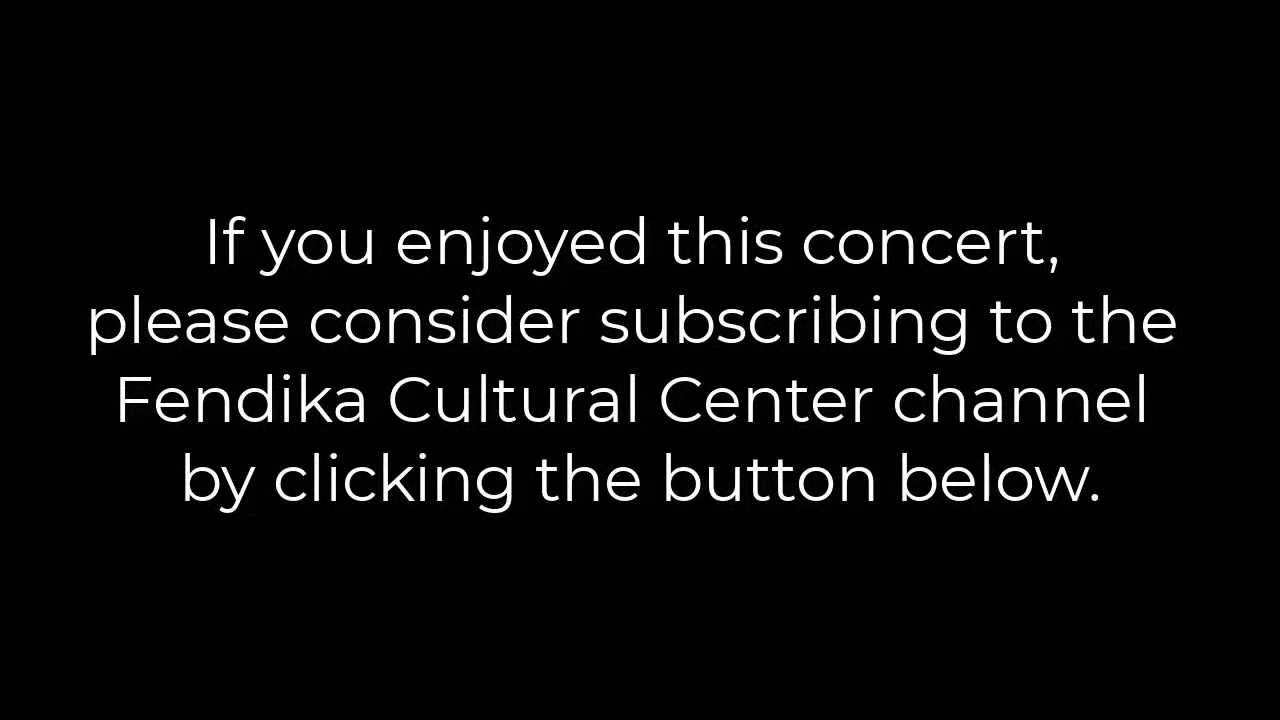 If you enjoyed this concert,
please consider subscribing to the
Fendika Cultural Center channel
by clicking the button below.